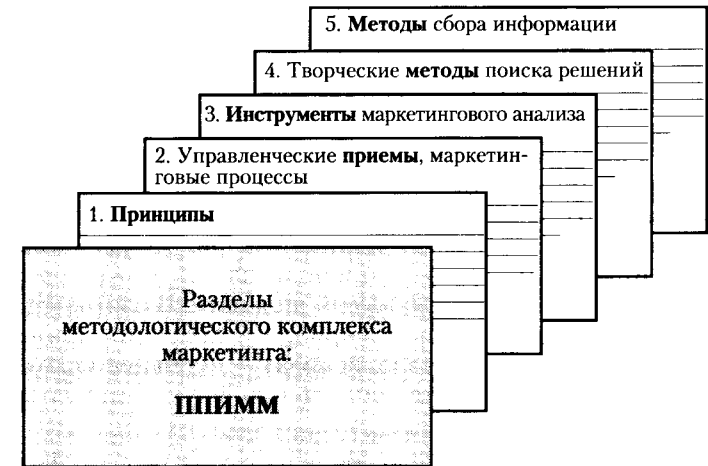 5. Методы сбора информации
4. Творческие методы поиска решений
3. Инструменты маркетингового анализа
2. Управленческие приемы, маркетин-
говые процессы
1. Принципы
Разделы
методологического комплекса
маркетинга:
ППИММ